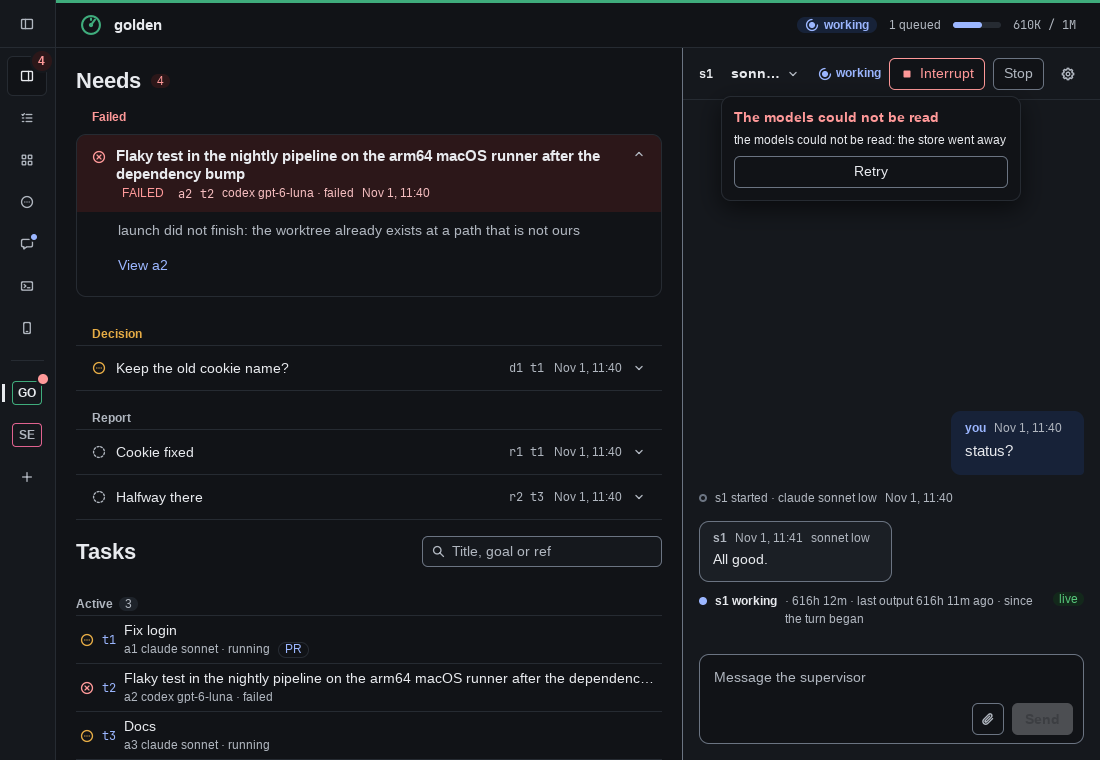 golden
working
1 queued
610K / 1M
4
Needs 4
Failed
Flaky test in the nightly pipeline on the arm64 macOS runner after the
dependency bump
FAILED a2 t2 codex gpt-6-luna · failed Nov 1, 11:40
launch did not finish: the worktree already exists at a path that is not ours
View a2
Decision
Keep the old cookie name? d1 t1 Nov 1, 11:40
Report
Cookie fixed r1 t1 Nov 1, 11:40
Halfway there r2 t3 Nov 1, 11:40
GO
SE
Tasks
Title, goal or ref
Active 3
t1 Fix login
a1 claude sonnet · running PR
t2 Flaky test in the nightly pipeline on the arm64 macOS runner after the dependenc…
a2 codex gpt-6-luna · failed
t3 Docs
a3 claude sonnet · running
s1 sonn… working Interrupt Stop
The models could not be read
the models could not be read: the store went away
Retry
you Nov 1, 11:40
status?
s1 started · claude sonnet low Nov 1, 11:40
s1 Nov 1, 11:41 sonnet low
All good.
s1 working · 616h 12m · last output 616h 11m ago · since
the turn began
live
Message the supervisor
Send